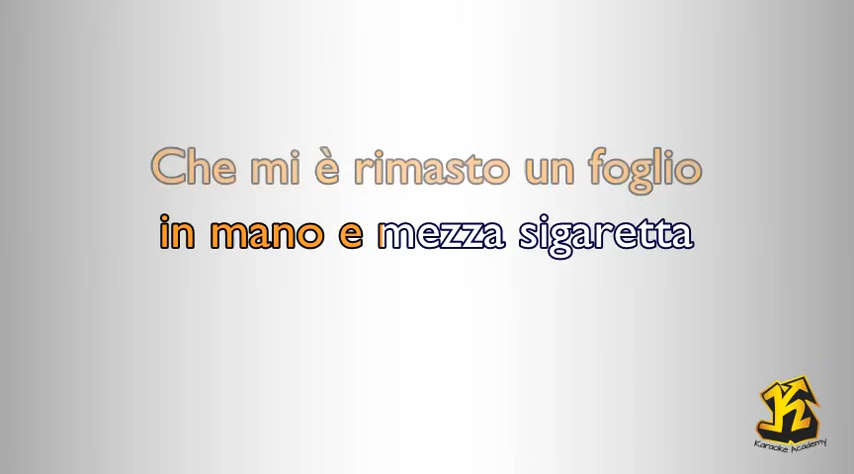 Che mi è rimasto un foglio
in mano e mezza sigaretta
K
Karaoke Academy